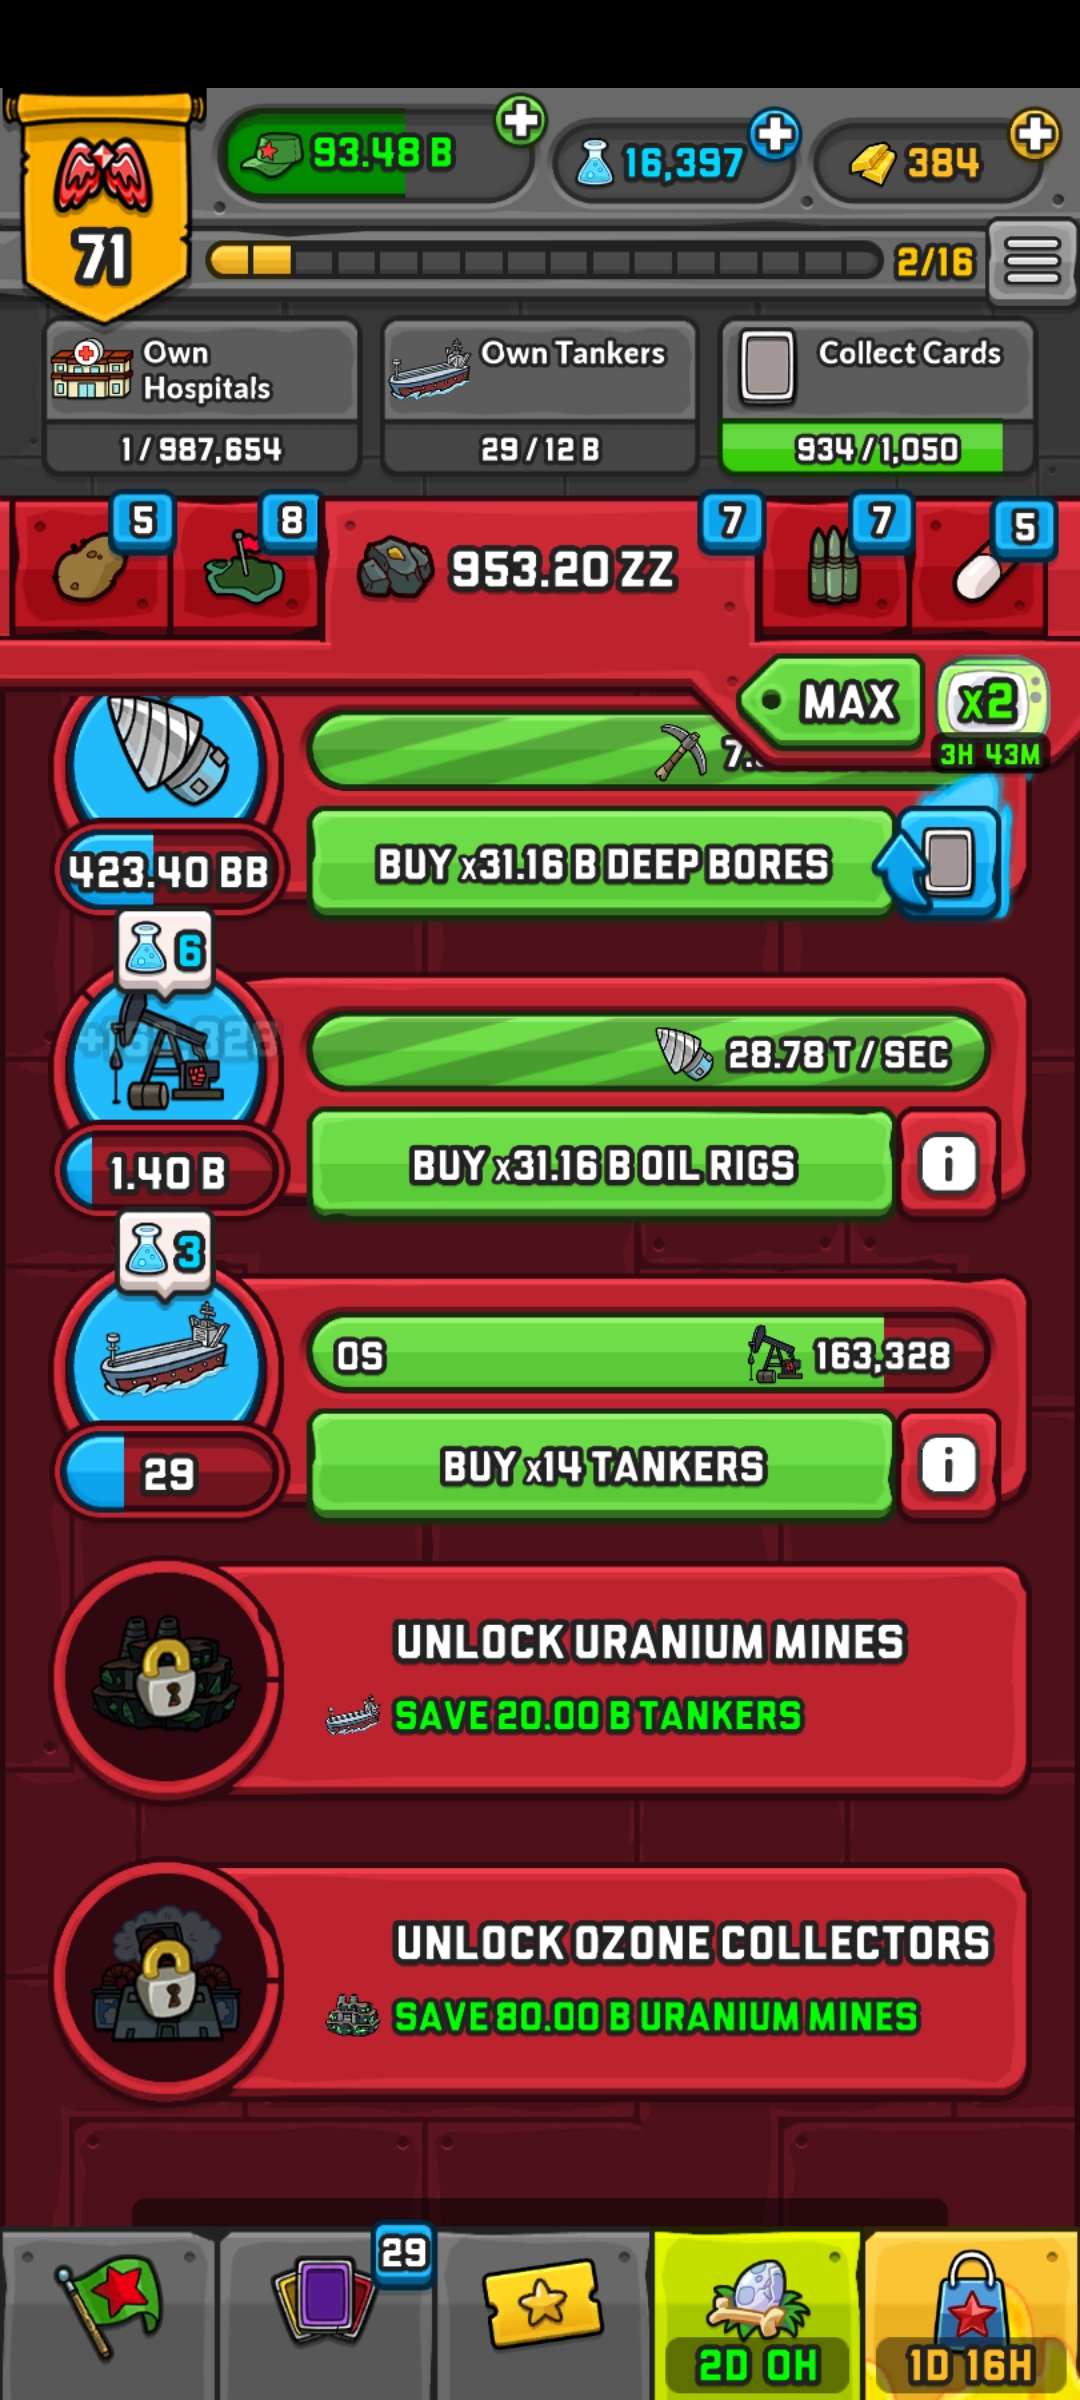 93.48 B
16,397
384
71
2/16
Own Hospitals
1 / 987,654
Own Tankers
29 / 12 B
Collect Cards
934 / 1,050
5
8
953.20 ZZ
7
7
5
MAX
x2
3H 43M
423.40 BB
BUY x31.16 B DEEP BORES
6
28.78 T / SEC
1.40 B
BUY x31.16 B OIL RIGS
i
3
0S
163,328
29
BUY x14 TANKERS
i
UNLOCK URANIUM MINES
SAVE 20.00 B TANKERS
UNLOCK OZONE COLLECTORS
SAVE 80.00 B URANIUM MINES
29
2D 0H
1D 16H